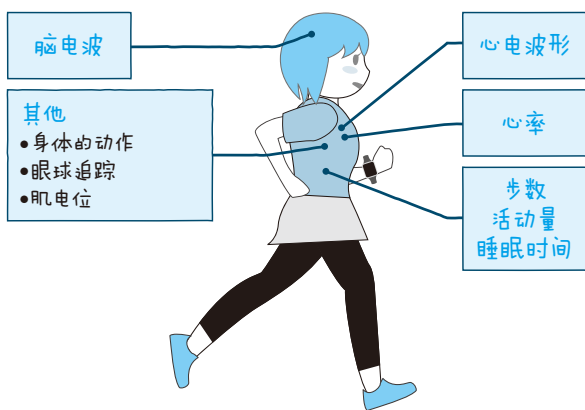 脑电波
其他
●身体的动作
●眼球追踪
●肌电位
心电波形
心率
步数
活动量
睡眠时间